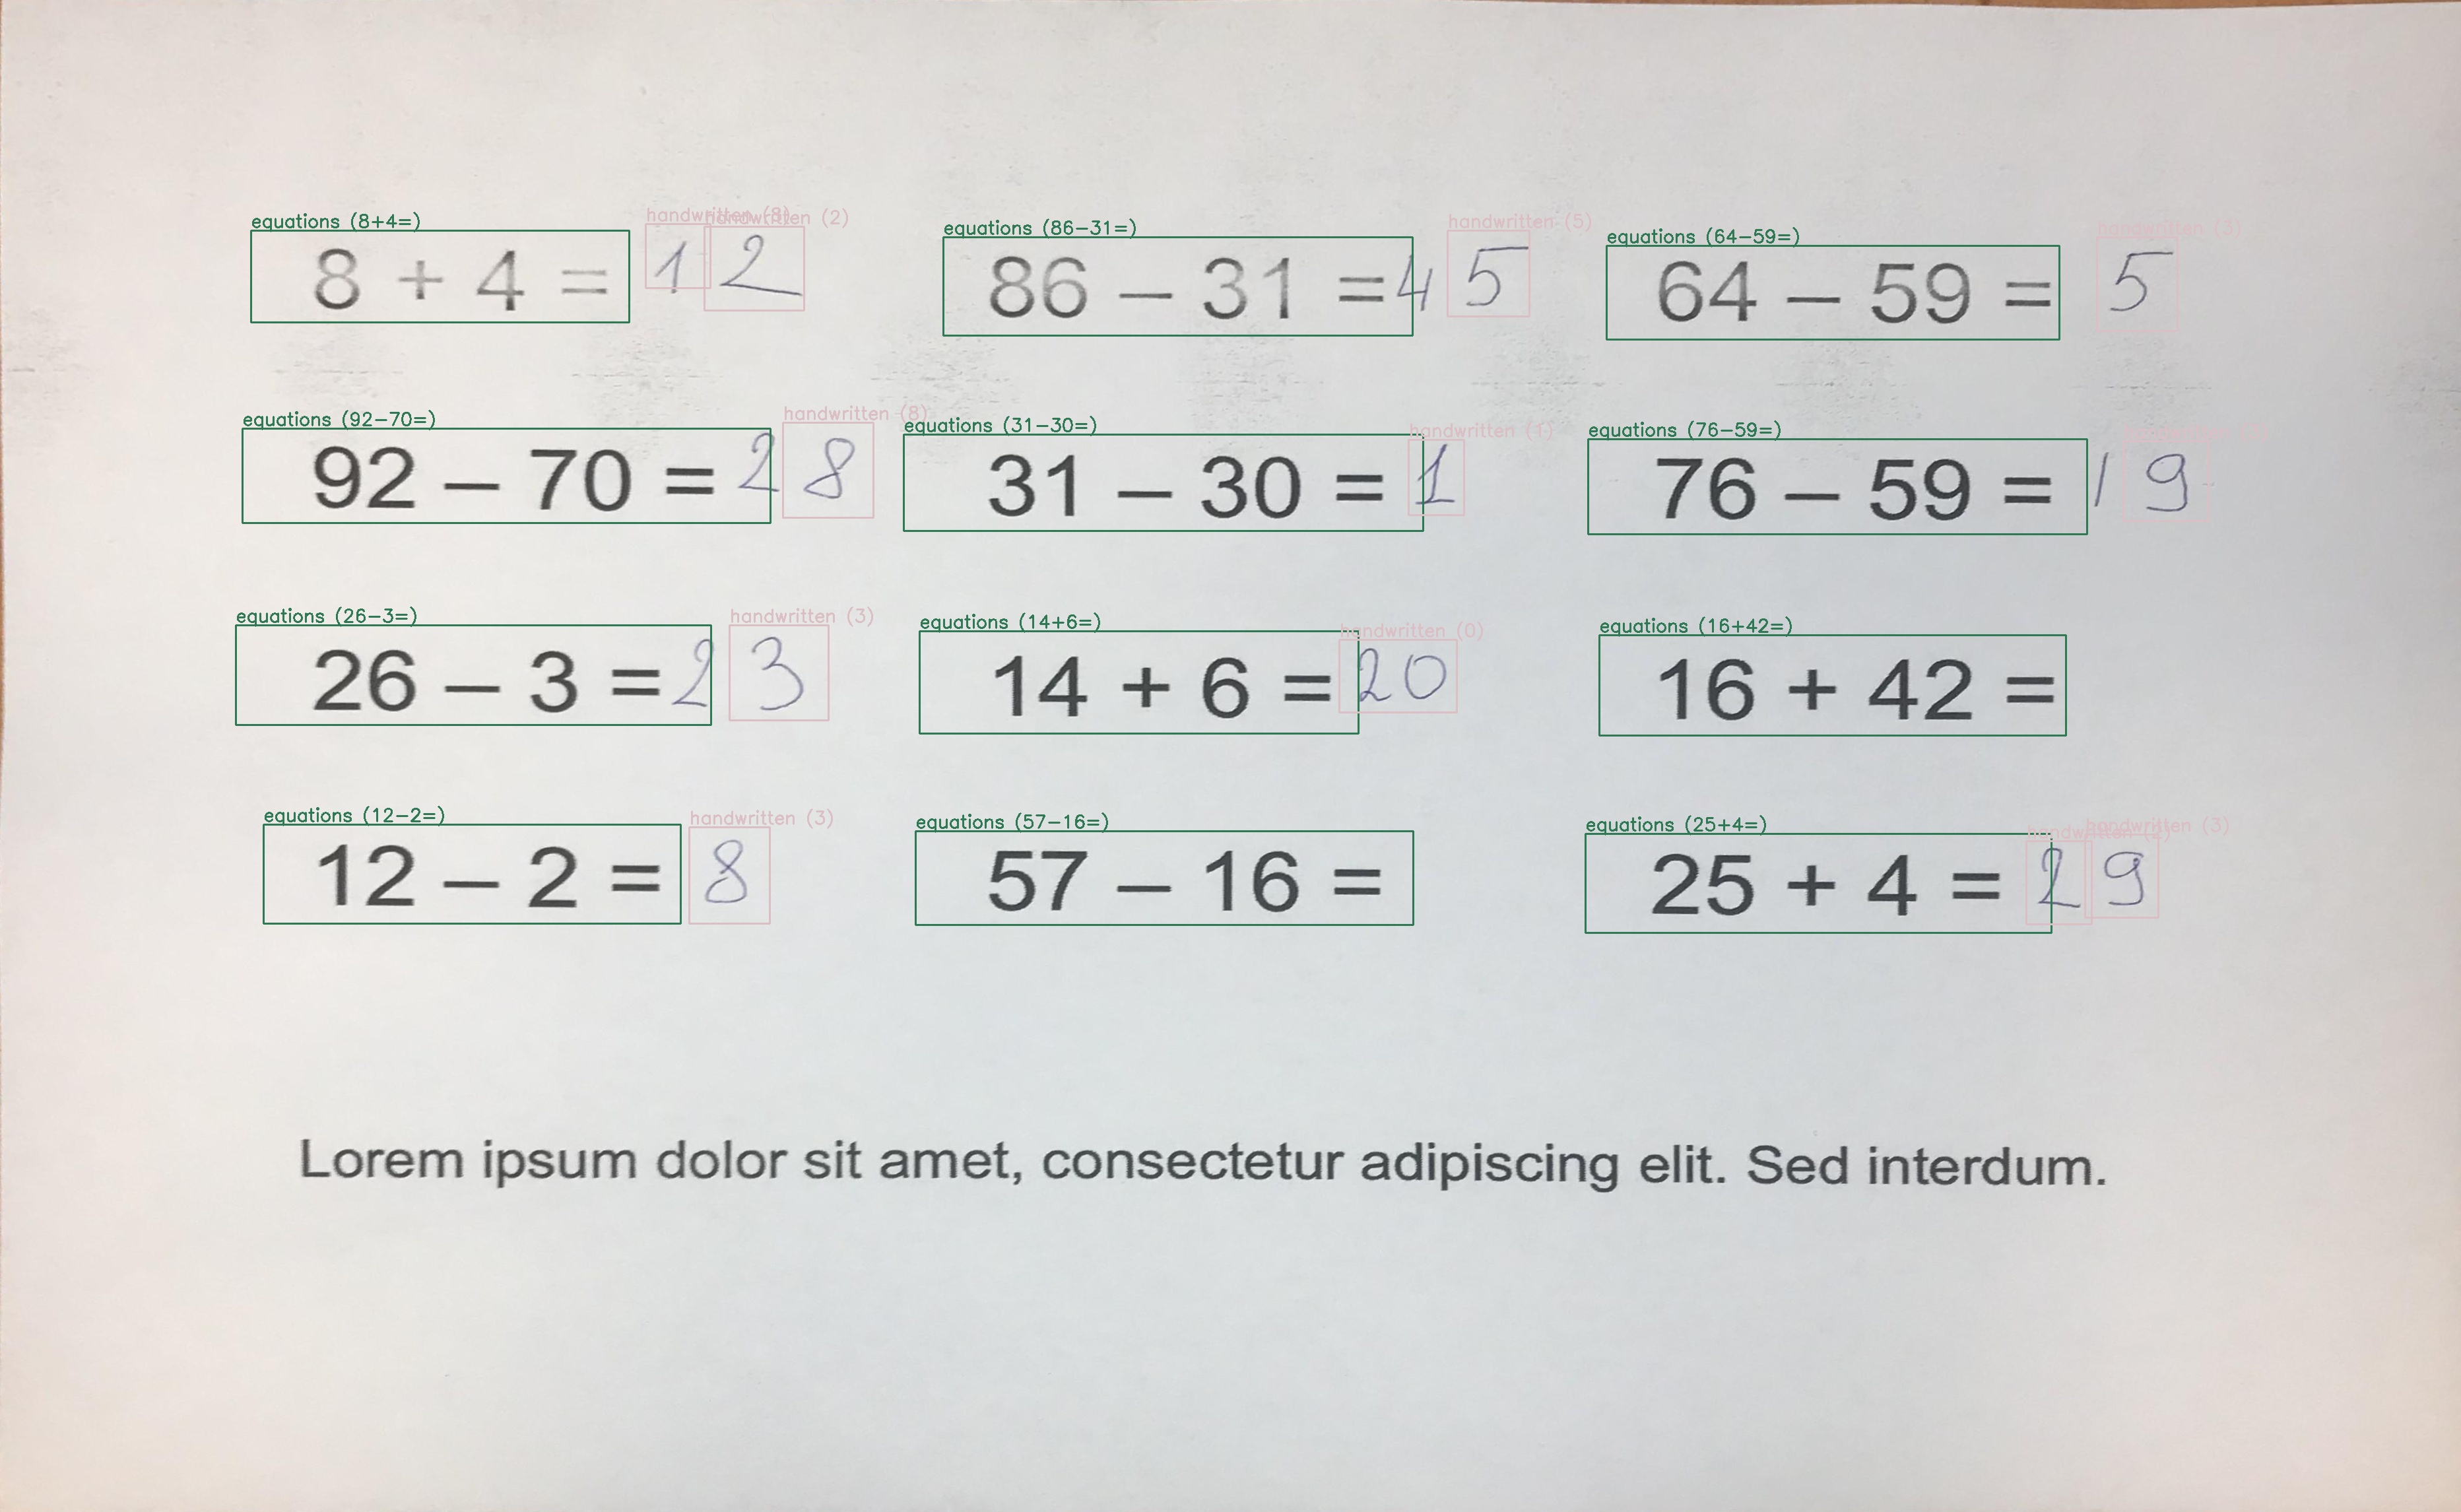 equations (8+4=) handwritten handwritten (2) equations (86-31=) handwritten (5) equations (64-59=) handwritten
8 + 4 = 12 86 – 31 = 45 64 – 59 = 5
equations (92-70=) handwritten (8) equations (31-30=) handwritten (1) equations (76-59=)
92 – 70 = 28 31 – 30 = 1 76 – 59 = 19
equations (26-3=) handwritten (3) equations (14+6=) handwritten (0) equations (16+42=)
26 – 3 = 23 14 + 6 = 20 16 + 42 =
equations (12-2=) handwritten (3) equations (57-16=) equations (25+4=) handwritten handwritten (3)
12 – 2 = 8 57 – 16 = 25 + 4 = 29
Lorem ipsum dolor sit amet, consectetur adipiscing elit. Sed interdum.